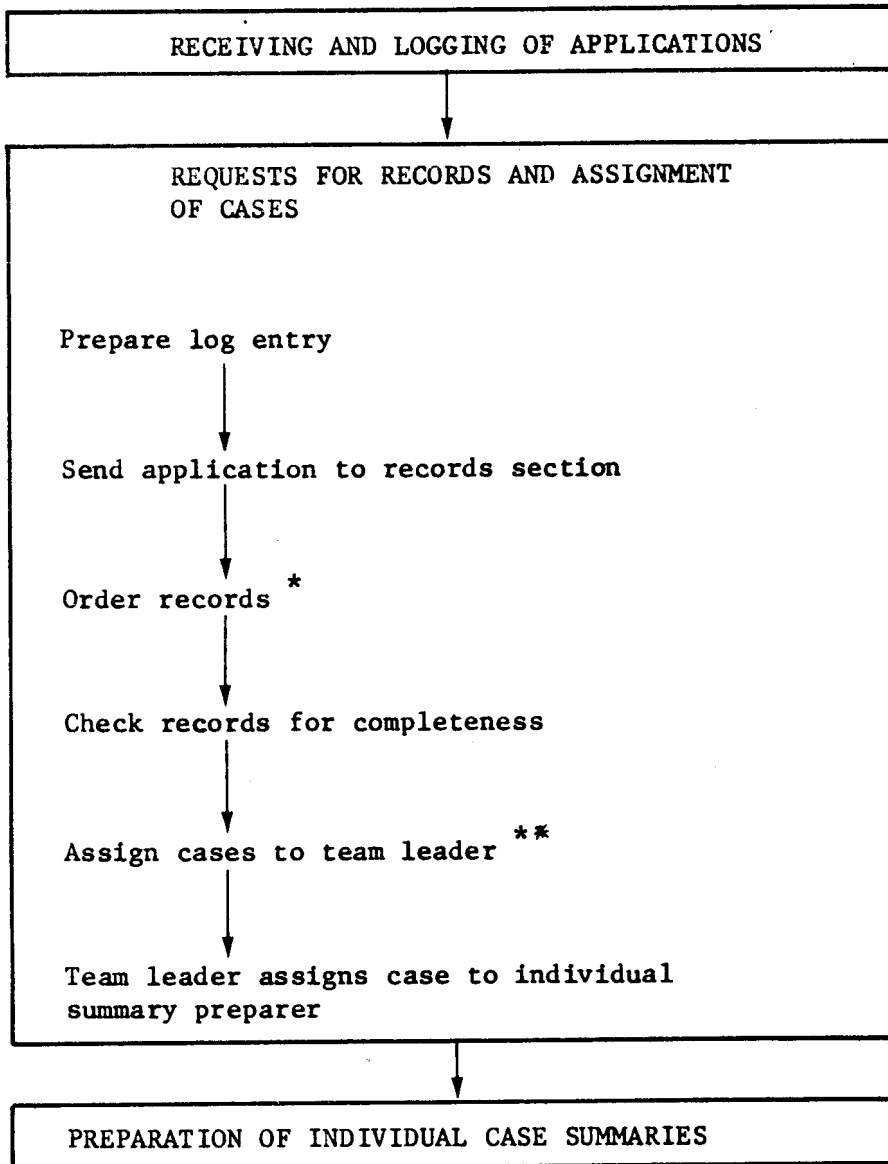 RECEIVING AND LOGGING OF APPLICATIONS
REQUESTS FOR RECORDS AND ASSIGNMENT
OF CASES
Prepare log entry
Send application to records section
Order records *
Check records for completeness
Assign cases to team leader **
Team leader assigns case to individual
summary preparer
PREPARATION OF INDIVIDUAL CASE SUMMARIES